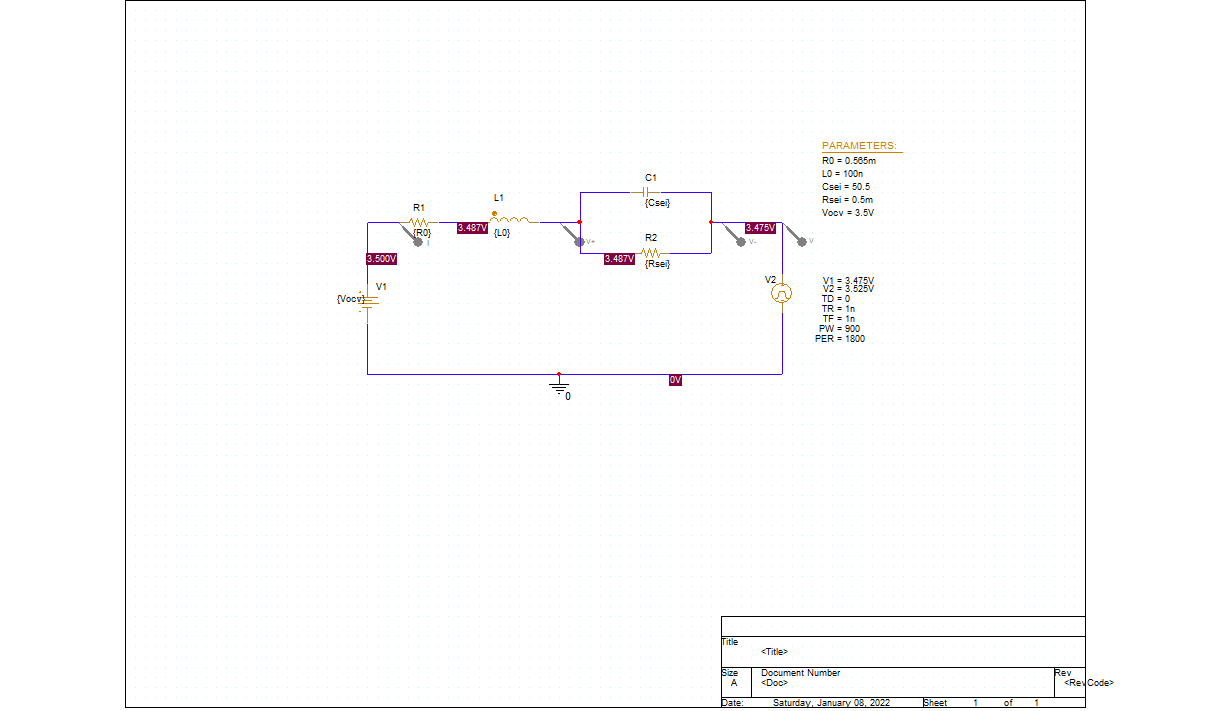 PARAMETERS:
R0 = 0.565m
L0 = 100n
Csei = 50.5
Rsei = 0.5m
Vocv = 3.5V
C1
{Csei}
L1
{L0}
R1
{R0}
I
3.487V
V+
R2
{Rsei}
3.487V
3.475V
V-
V
3.500V
V1
{Vocv}
V2
V1 = 3.475V
V2 = 3.525V
TD = 0
TR = 1n
TF = 1n
PW = 900
PER = 1800
0V
0
Title
<Title>
Size
A
Document Number
<Doc>
Rev
<RevCode>
Date: Saturday, January 08, 2022 Sheet 1 of 1